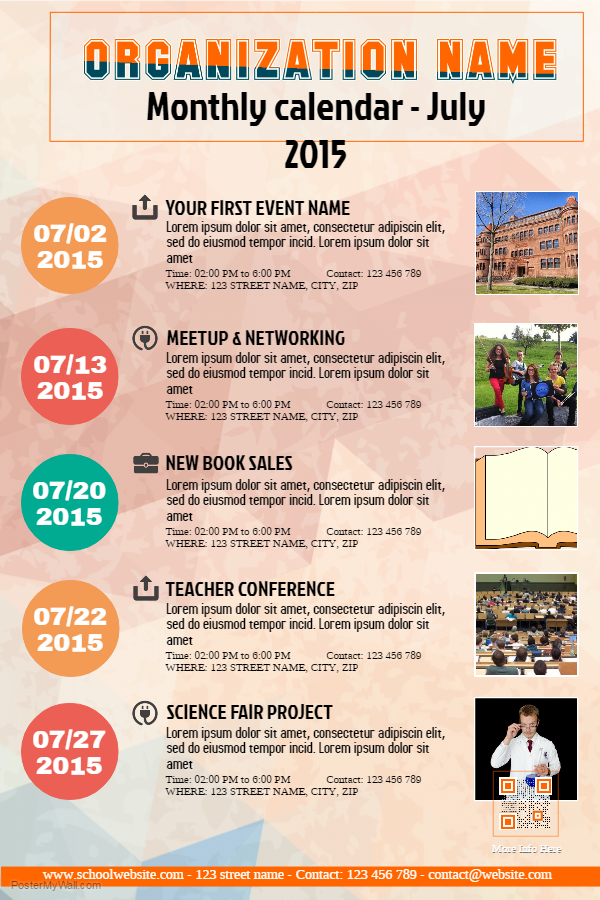 ORGANIZATION NAME
Monthly calendar - July
2015
07/02
2015
YOUR FIRST EVENT NAME
Lorem ipsum dolor sit amet, consectetur adipiscin elit,
sed do eiusmod tempor incid. Lorem ipsum dolor sit
amet
Time: 02:00 PM to 6:00 PM Contact: 123 456 789
WHERE: 123 STREET NAME, CITY, ZIP
07/13
2015
MEETUP & NETWORKING
Lorem ipsum dolor sit amet, consectetur adipiscin elit,
sed do eiusmod tempor incid. Lorem ipsum dolor sit
amet
Time: 02:00 PM to 6:00 PM Contact: 123 456 789
WHERE: 123 STREET NAME, CITY, ZIP
07/20
2015
NEW BOOK SALES
Lorem ipsum dolor sit amet, consectetur adipiscin elit,
sed do eiusmod tempor incid. Lorem ipsum dolor sit
amet
Time: 02:00 PM to 6:00 PM Contact: 123 456 789
WHERE: 123 STREET NAME, CITY, ZIP
07/22
2015
TEACHER CONFERENCE
Lorem ipsum dolor sit amet, consectetur adipiscin elit,
sed do eiusmod tempor incid. Lorem ipsum dolor sit
amet
Time: 02:00 PM to 6:00 PM Contact: 123 456 789
WHERE: 123 STREET NAME, CITY, ZIP
07/27
2015
SCIENCE FAIR PROJECT
Lorem ipsum dolor sit amet, consectetur adipiscin elit,
sed do eiusmod tempor incid. Lorem ipsum dolor sit
amet
Time: 02:00 PM to 6:00 PM Contact: 123 456 789
WHERE: 123 STREET NAME, CITY, ZIP
More Info Here
www.schoolwebsite.com - 123 street name - Contact: 123 456 789 - contact@website.com
PosterMyWall.com